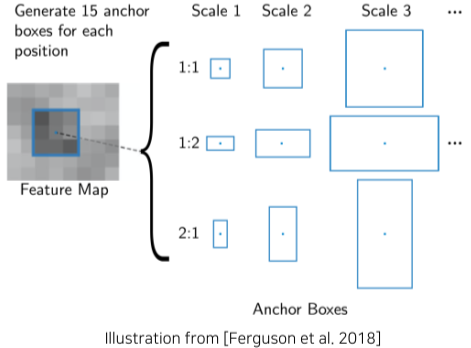 Generate 15 anchor
boxes for each
position
Scale 1 Scale 2 Scale 3 ...
1:1
1:2
...
2:1
Feature Map
Anchor Boxes
Illustration from [Ferguson et al, 2018]